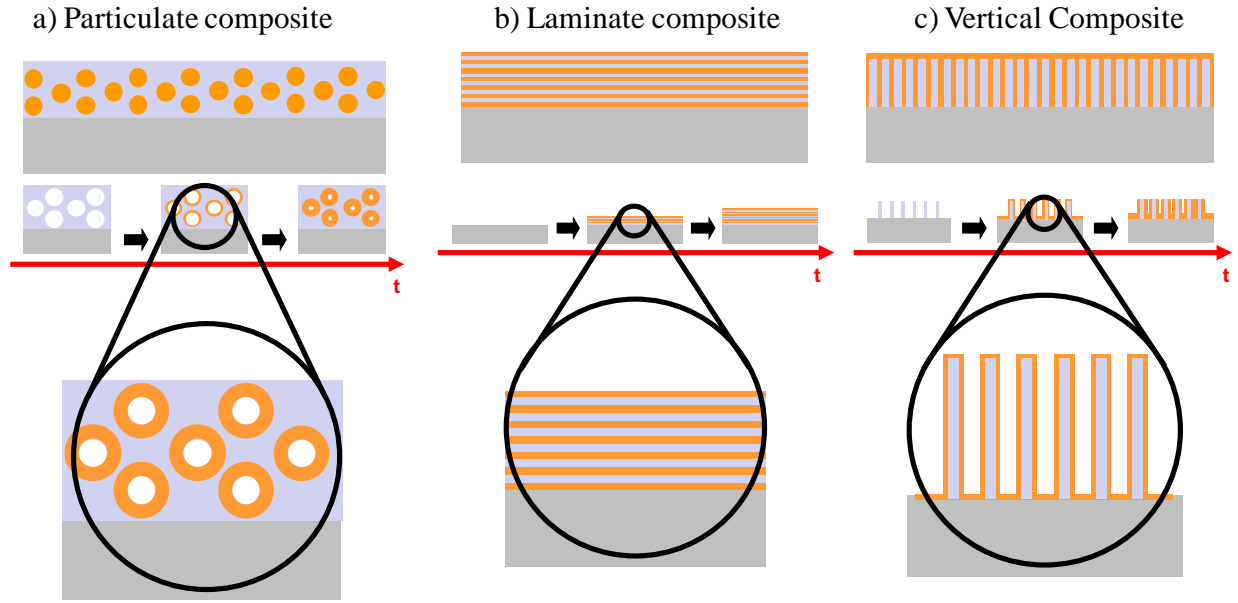 a) Particulate composite
b) Laminate composite
c) Vertical Composite
t
t
t